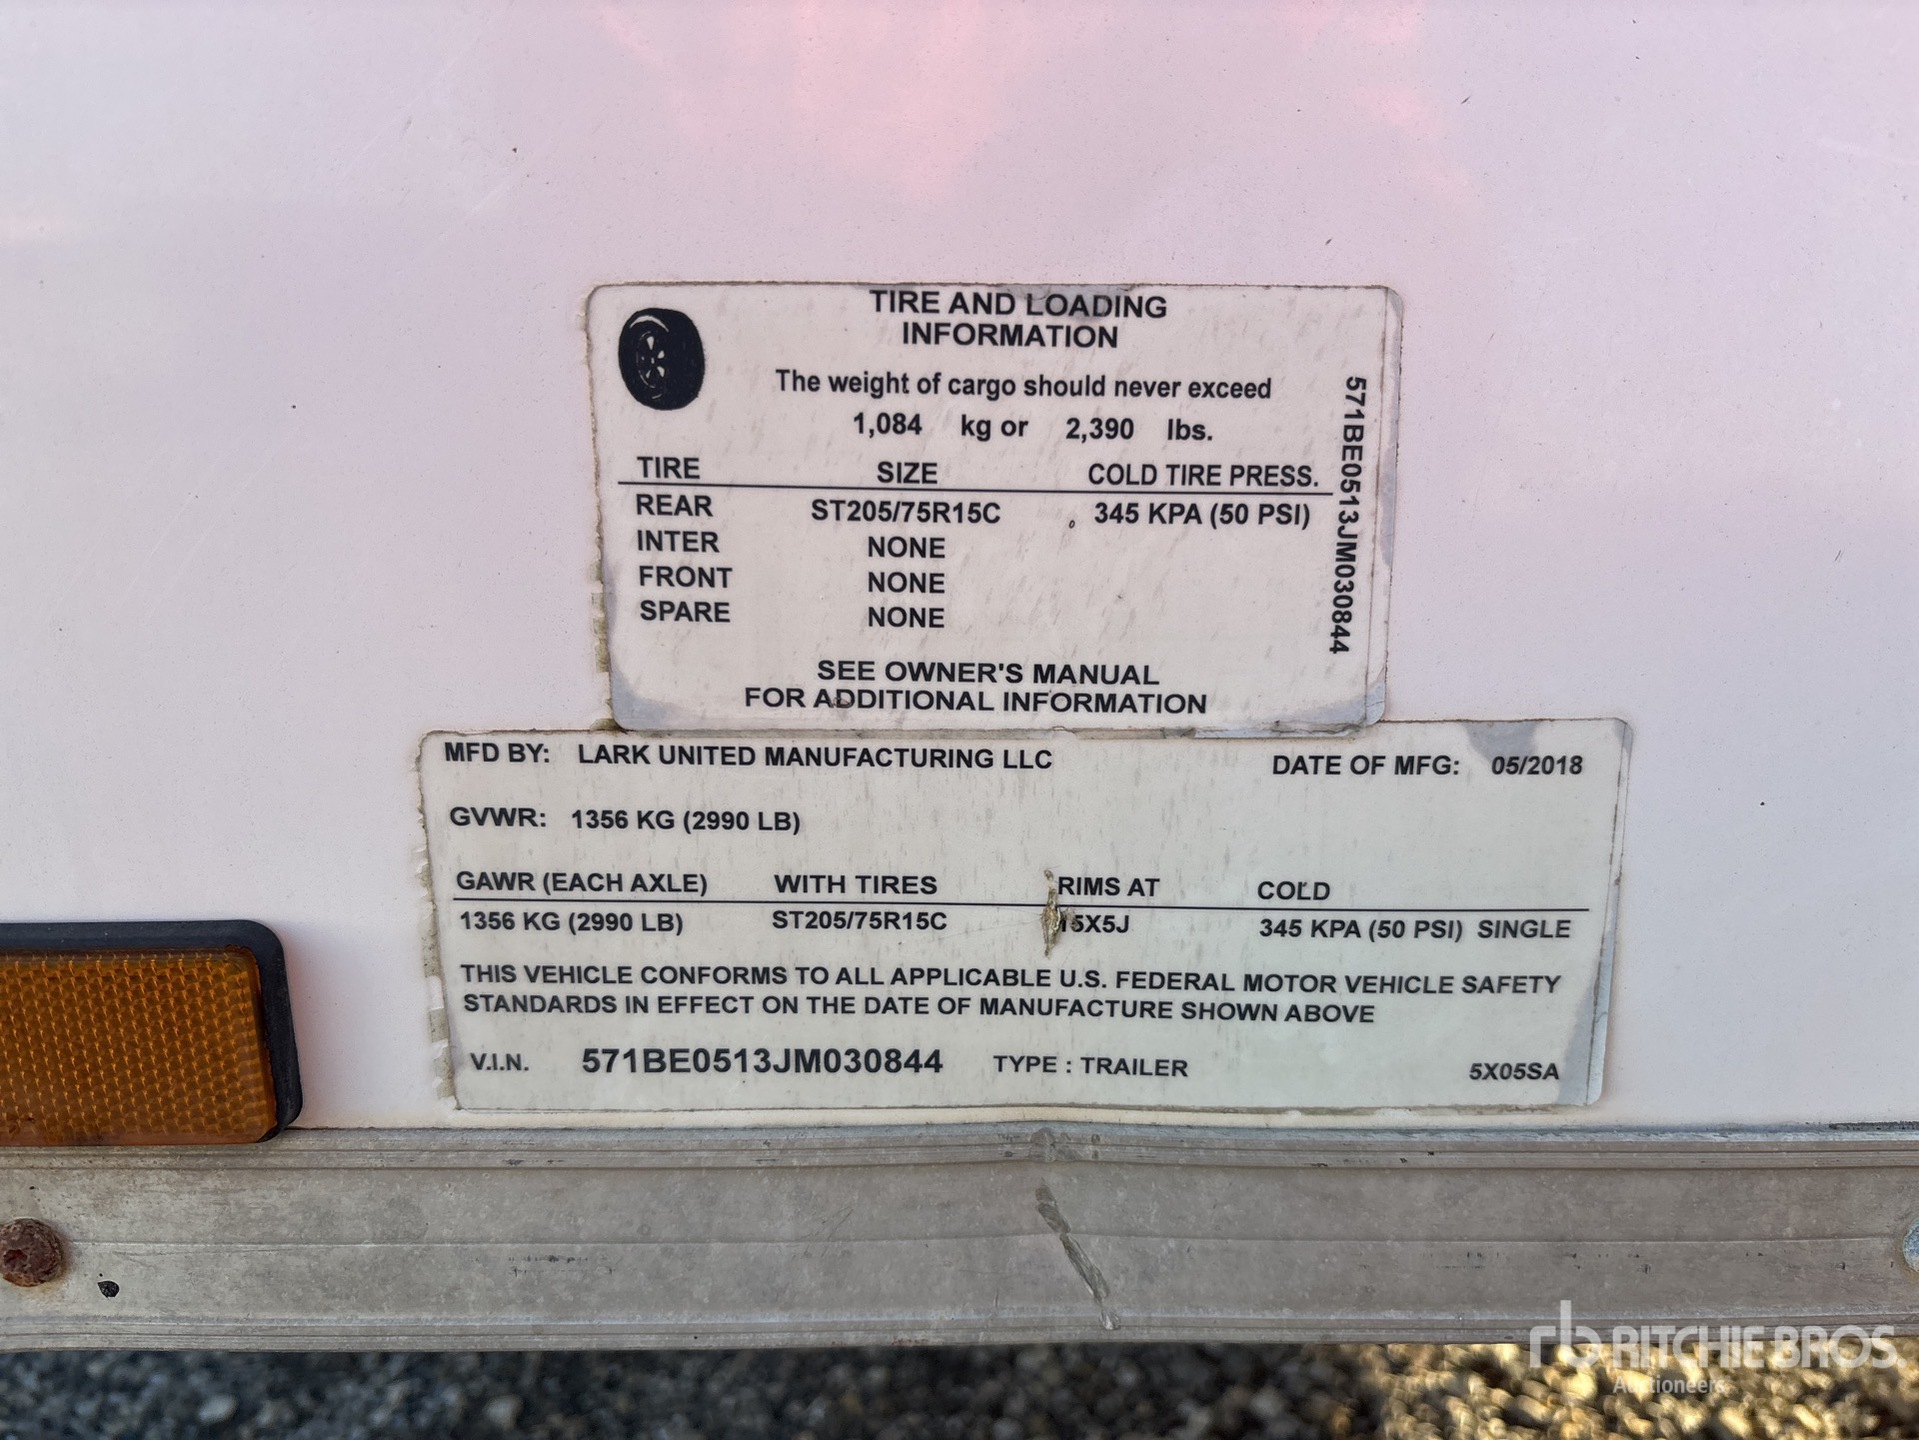 TIRE AND LOADING
INFORMATION
The weight of cargo should never exceed
1,084 kg or 2,390 lbs.
TIRE SIZE COLD TIRE PRESS.
REAR ST205/75R15C 345 KPA (50 PSI)
INTER NONE
FRONT NONE
SPARE NONE
SEE OWNER'S MANUAL
FOR ADDITIONAL INFORMATION
571BE0513JM030844
MFD BY: LARK UNITED MANUFACTURING LLC DATE OF MFG: 05/2018
GVWR: 1356 KG (2990 LB)
GAWR (EACH AXLE) WITH TIRES RIMS AT COLD
1356 KG (2990 LB) ST205/75R15C 15X5J 345 KPA (50 PSI) SINGLE
THIS VEHICLE CONFORMS TO ALL APPLICABLE U.S. FEDERAL MOTOR VEHICLE SAFETY
STANDARDS IN EFFECT ON THE DATE OF MANUFACTURE SHOWN ABOVE
V.I.N. 571BE0513JM030844 TYPE : TRAILER 5X05SA
rb RITCHIE BROS.
Auctioneers